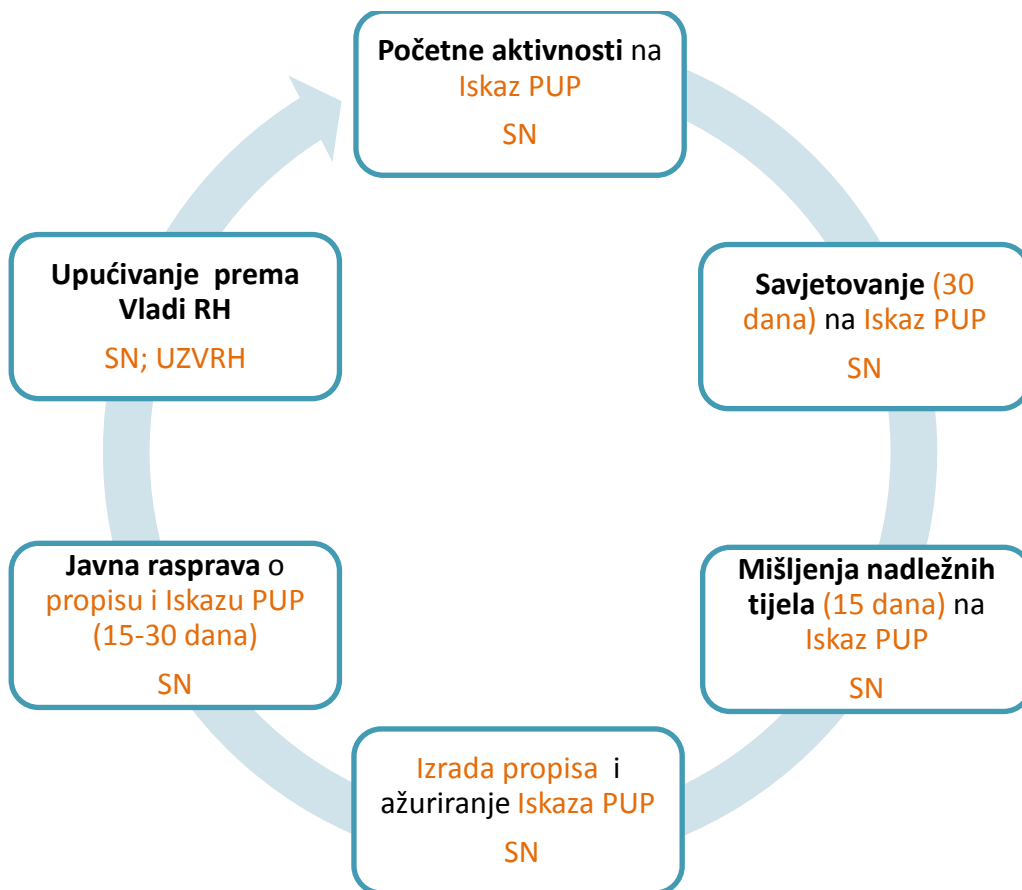 Početne aktivnosti na
Iskaz PUP
SN
Savjetovanje (30
dana) na Iskaz PUP
SN
Mišljenja nadležnih
tijela (15 dana) na
Iskaz PUP
SN
Izrada propisa i
ažuriranje Iskaza PUP
SN
Javna rasprava o
propisu i Iskazu PUP
(15-30 dana)
SN
Upućivanje prema
Vladi RH
SN; UZVRH